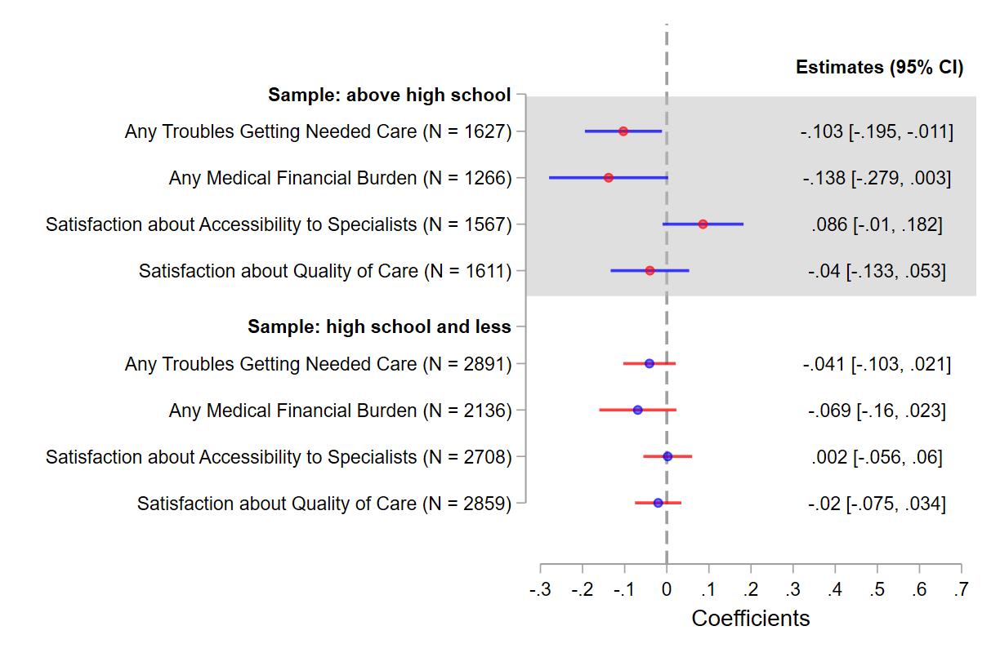 Estimates (95% CI)
Sample: above high school
Any Troubles Getting Needed Care (N = 1627) -.103 [-.195, -.011]
Any Medical Financial Burden (N = 1266) -.138 [-.279, .003]
Satisfaction about Accessibility to Specialists (N = 1567) .086 [-.01, .182]
Satisfaction about Quality of Care (N = 1611) -.04 [-.133, .053]
Sample: high school and less
Any Troubles Getting Needed Care (N = 2891) -.041 [-.103, .021]
Any Medical Financial Burden (N = 2136) -.069 [-.16, .023]
Satisfaction about Accessibility to Specialists (N = 2708) .002 [-.056, .06]
Satisfaction about Quality of Care (N = 2859) -.02 [-.075, .034]
-.3 -.2 -.1 0 .1 .2 .3 .4 .5 .6 .7
Coefficients